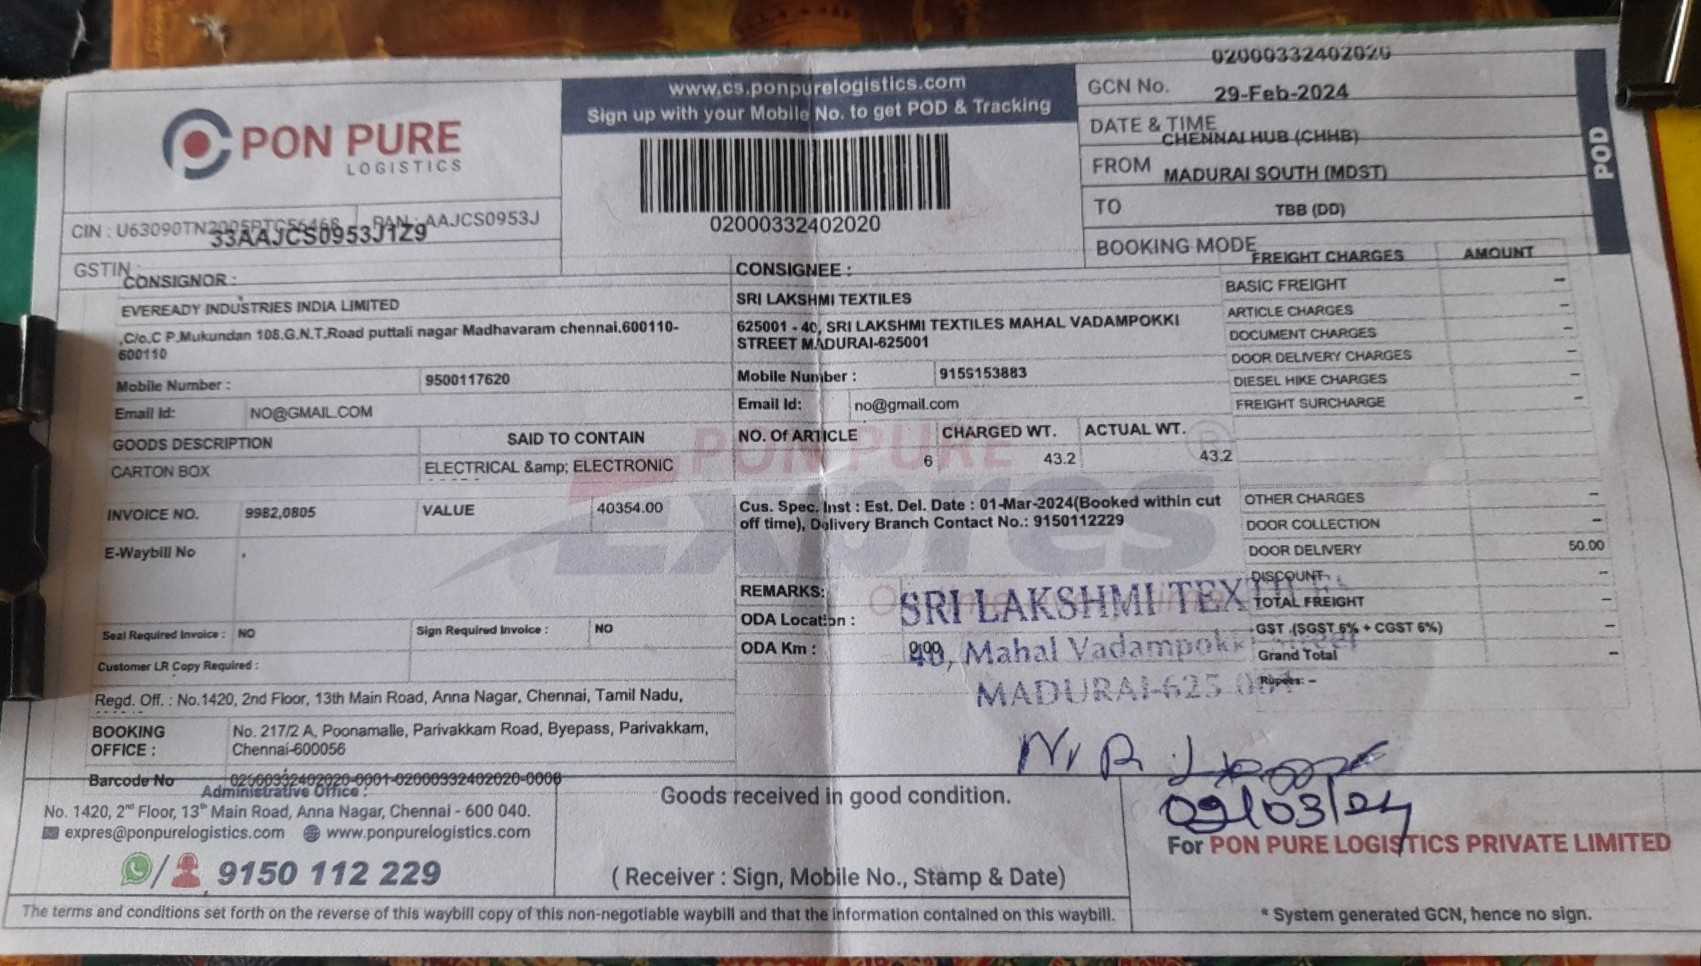 PON PURE
LOGISTICS
www.cs.ponpurelogistics.com
Sign up with your Mobile No. to get POD & Tracking
02000332402020
GCN No.
02000332402020
DATE & TIME
29-Feb-2024
FROM
CHENNAI HUB (CHHB)
TO
MADURAI SOUTH (MDST)
BOOKING MODE
TBB (DD)
POD
CIN : U63090TN2005PTC56468 PAN : AAJCS0953J
GSTIN :
33AAJCS0953J1Z9
CONSIGNOR :
EVEREADY INDUSTRIES INDIA LIMITED
,C/o.C P.Mukundan 108.G.N.T.Road puttali nagar Madhavaram chennai.600110-
600110
Mobile Number : 9500117620
Email Id: NO@GMAIL.COM
CONSIGNEE :
SRI LAKSHMI TEXTILES
625001 - 40, SRI LAKSHMI TEXTILES MAHAL VADAMPOKKI
STREET MADURAI-625001
Mobile Number : 9155153883
Email Id: no@gmail.com
GOODS DESCRIPTION SAID TO CONTAIN
CARTON BOX ELECTRICAL &amp; ELECTRONIC
NO. Of ARTICLE CHARGED WT. ACTUAL WT.
6 43.2 43.2
PON PURE
Expres
INVOICE NO. 9982,0805 VALUE 40354.00
E-Waybill No .
Seal Required Invoice : NO Sign Required Invoice : NO
Customer LR Copy Required :
Cus. Spec. Inst : Est. Del. Date : 01-Mar-2024(Booked within cut
off time), Delivery Branch Contact No.: 9150112229
REMARKS:
ODA Location :
ODA Km : 0.00
SRI LAKSHMI TEXTILES
40, Mahal Vadampokki Street
MADURAI-625 001
FREIGHT CHARGES AMOUNT
BASIC FREIGHT –
ARTICLE CHARGES –
DOCUMENT CHARGES –
DOOR DELIVERY CHARGES –
DIESEL HIKE CHARGES –
FREIGHT SURCHARGE –
OTHER CHARGES –
DOOR COLLECTION –
DOOR DELIVERY 50.00
DISCOUNT –
TOTAL FREIGHT –
GST (SGST 6% + CGST 6%) –
Grand Total –
Rupees: –
Regd. Off. : No.1420, 2nd Floor, 13th Main Road, Anna Nagar, Chennai, Tamil Nadu,
BOOKING
OFFICE :
No. 217/2 A, Poonamalle, Parivakkam Road, Byepass, Parivakkam,
Chennai-600056
Barcode No 02000332402020-0001-02000332402020-0006
Administrative Office :
No. 1420, 2nd Floor, 13th Main Road, Anna Nagar, Chennai - 600 040.
expres@ponpurelogistics.com www.ponpurelogistics.com
9150 112 229
Goods received in good condition.
( Receiver : Sign, Mobile No., Stamp & Date)
02/03/24
For PON PURE LOGISTICS PRIVATE LIMITED
The terms and conditions set forth on the reverse of this waybill copy of this non-negotiable waybill and that the information contained on this waybill.
* System generated GCN, hence no sign.